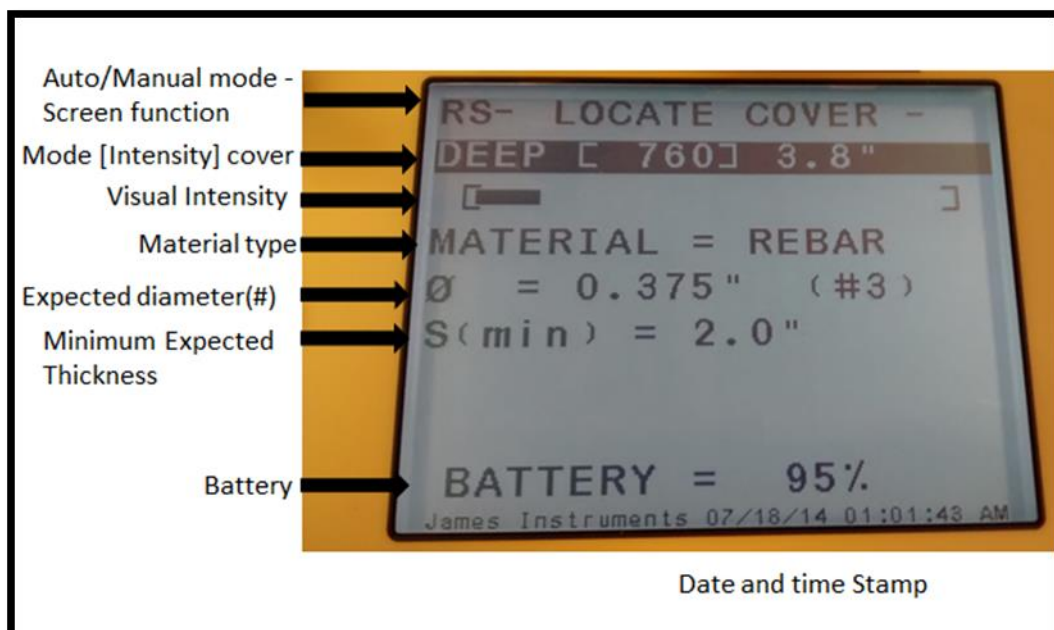 Auto/Manual mode -
Screen function
Mode [Intensity] cover
Visual Intensity
Material type
Expected diameter(#)
Minimum Expected
Thickness
Battery
RS- LOCATE COVER -
DEEP [ 760] 3.8"
[ ]
MATERIAL = REBAR
Ø = 0.375" (#3)
S(min) = 2.0"
BATTERY = 95%
James Instruments 07/18/14 01:01:43 AM
Date and time Stamp